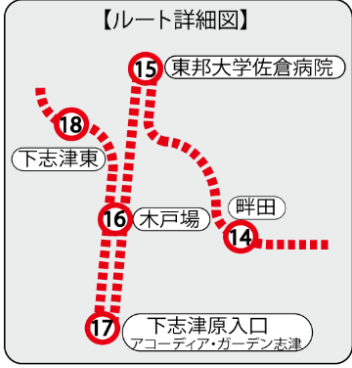 【ルート詳細図】
15 東邦大学佐倉病院
18
下志津東
畔田
16 木戸場
14
17 下志津原入口
アコーディア・ガーデン志津